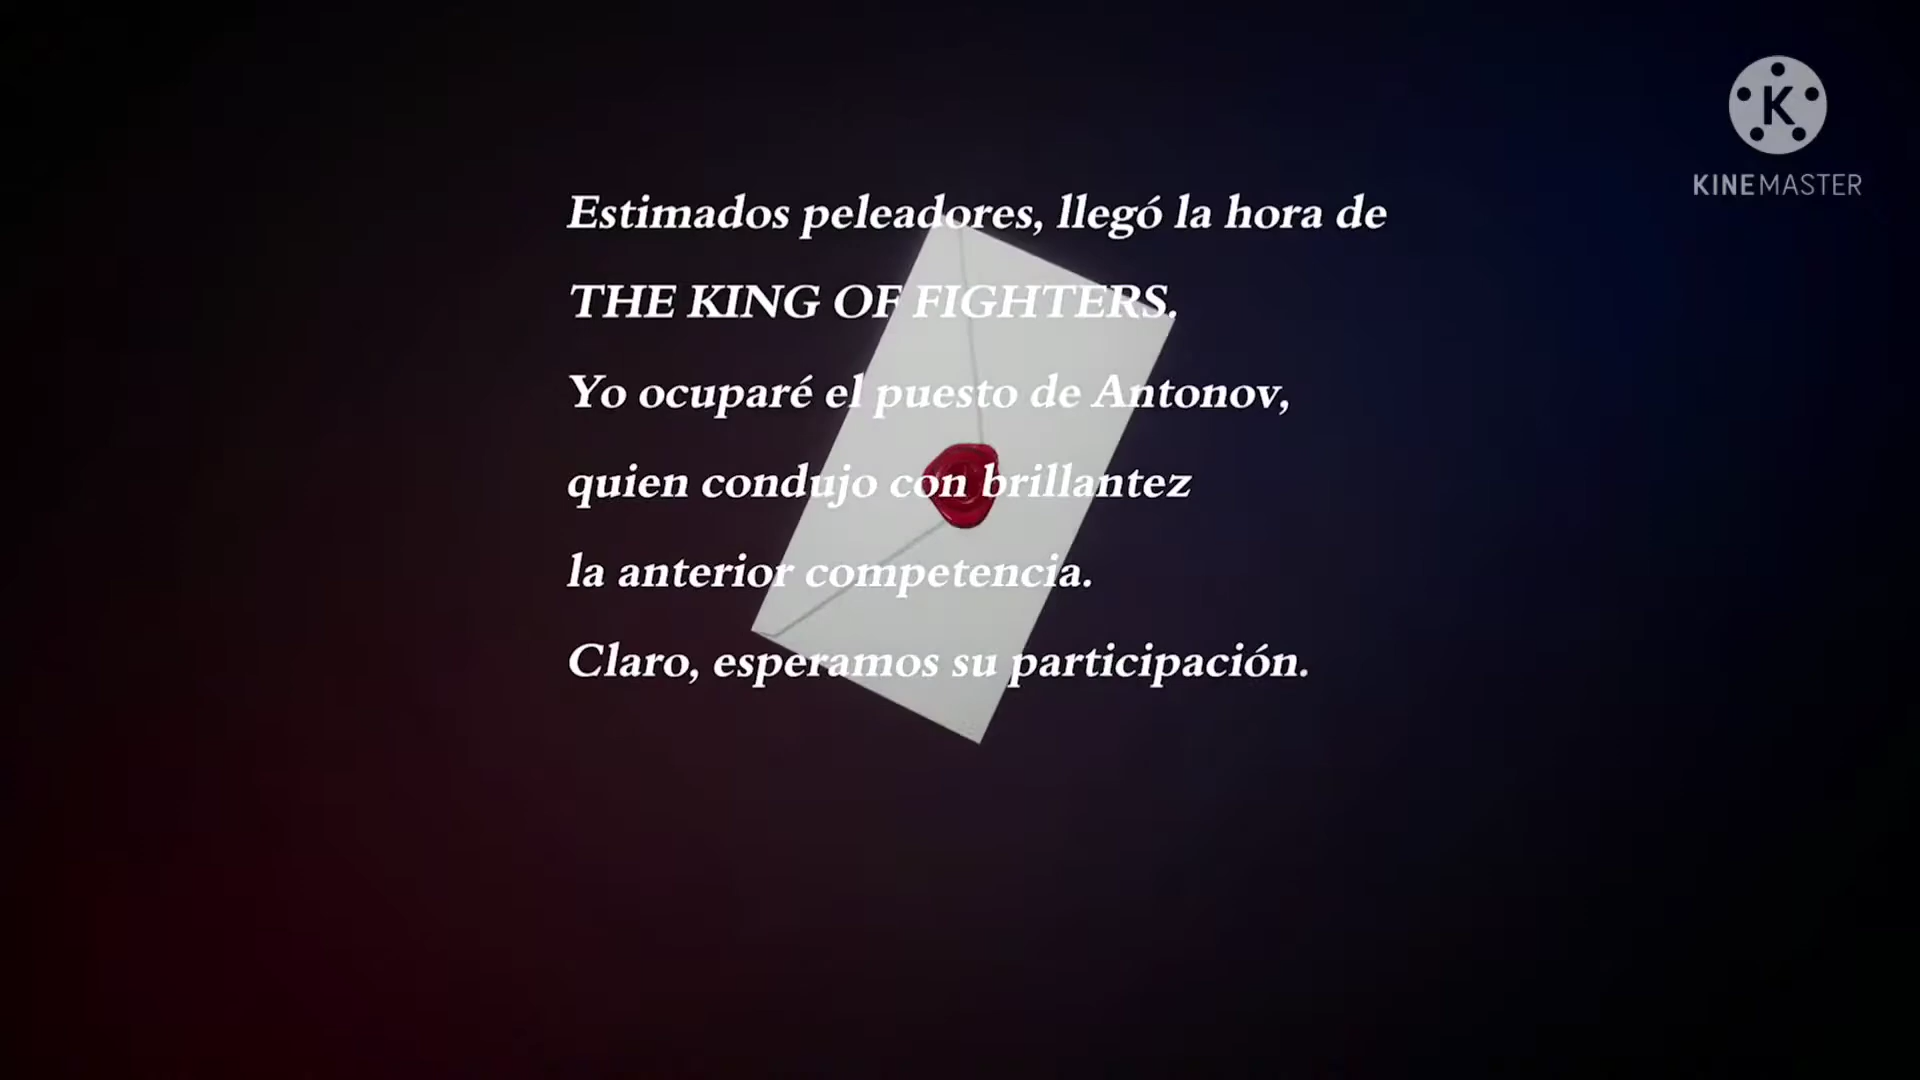 K
KINEMASTER
Estimados peleadores, llegó la hora de
THE KING OF FIGHTERS.
Yo ocuparé el puesto de Antonov,
quien condujo con brillantez
la anterior competencia.
Claro, esperamos su participación.